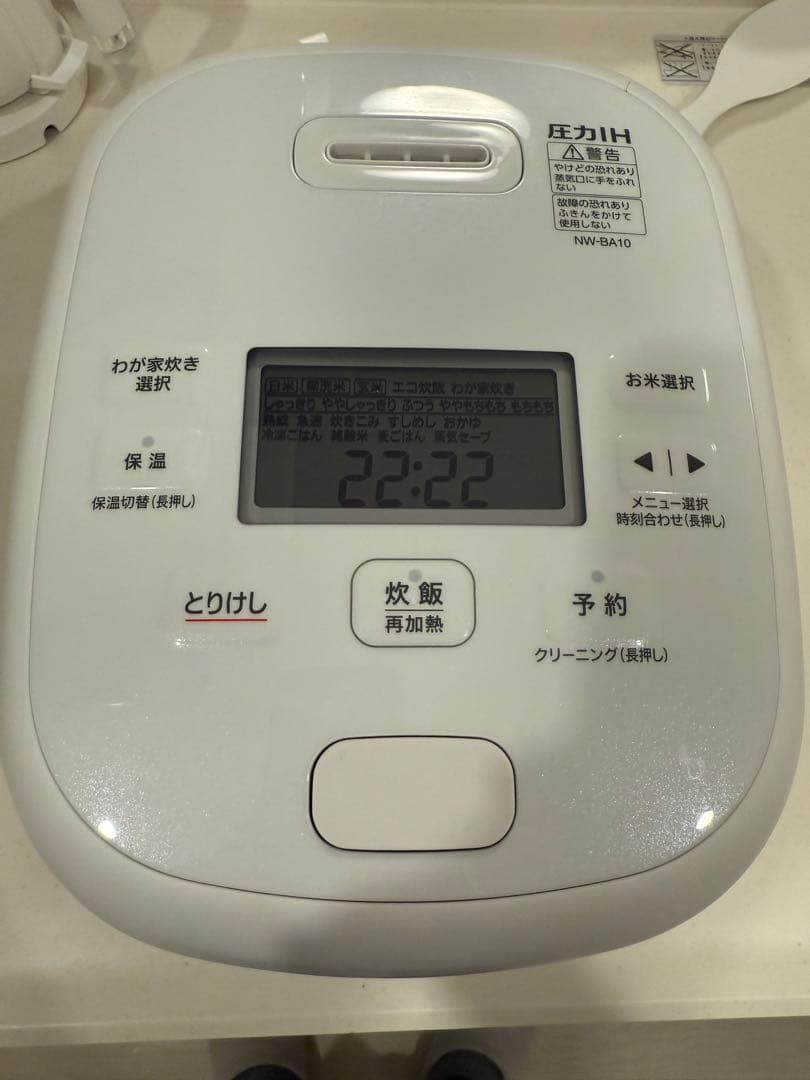 圧力IH
警告
やけどの恐れあり
蒸気口に手をふれ
ない
故障の恐れあり
ふきんをかけて
使用しない
NW-BA10
わが家炊き
選択
お米選択
白米 無洗米 玄米 エコ炊飯 わが家炊き
しゃっきり ややしゃっきり ふつう ややもちもち もちもち
熟成 急速 炊きこみ すしめし おかゆ
冷凍ごはん 雑穀米 麦ごはん 蒸気セーブ
22:22
保温
保温切替(長押し)
メニュー選択
時刻合わせ(長押し)
とりけし
炊飯
再加熱
予約
クリーニング(長押し)